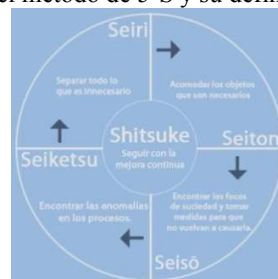 el método de 5 S y su defin
Seiri
Separar todo lo
que es innecesario
Acomodar los objetos
que son necesarios
Shitsuke
Seguir con la
mejora continua
Seiketsu
Seiton
Encontrar las anomalías
en los procesos.
Encontrar los focos
de suciedad y tomar
medidas para que
no vuelvan a causarla.
Seisō